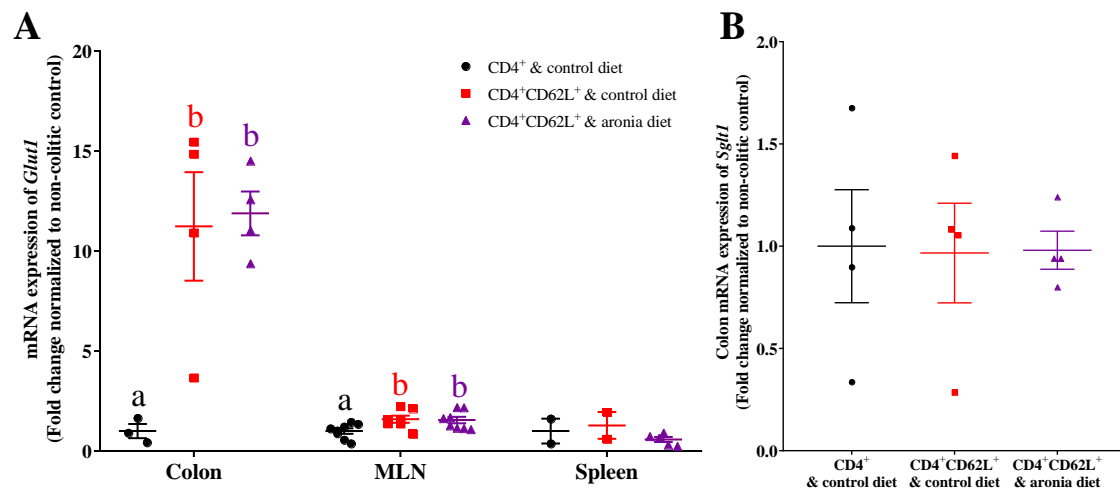 A
mRNA expression of Glut1
(Fold change normalized to non-colitic control)
20
15
10
5
0
CD4+ & control diet
CD4+CD62L+ & control diet
CD4+CD62L+ & aronia diet
a
b
b
a
b
b
Colon
MLN
Spleen
B
Colon mRNA expression of Sglt1
(Fold change normalized to non-colitic control)
2.0
1.5
1.0
0.5
0.0
CD4+
& control diet
CD4+CD62L+
& control diet
CD4+CD62L+
& aronia diet